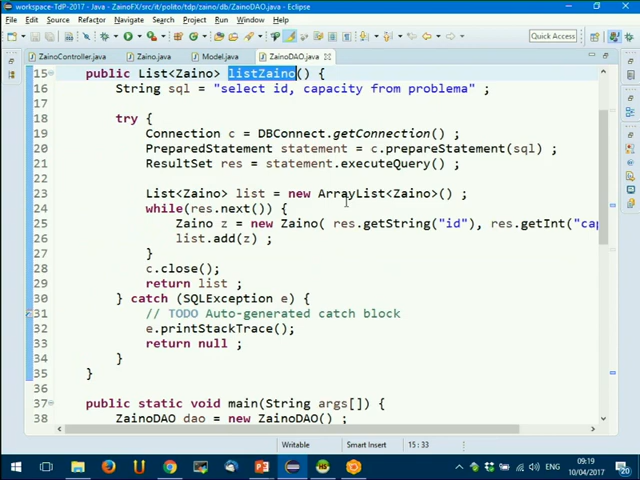 workspace-TdP-2017 - Java - ZainoFX/src/it/polito/tdp/zaino/db/ZainoDAO.java - Eclipse
File Edit Source Refactor Navigate Search Project Run Window Help
Quick Access
ZainoController.java Zaino.java Model.java ZainoDAO.java
15 public List<Zaino> listZaino() {
16 String sql = "select id, capacity from problema" ;
17
18 try {
19 Connection c = DBConnect.getConnection() ;
20 PreparedStatement statement = c.prepareStatement(sql) ;
21 ResultSet res = statement.executeQuery() ;
22
23 List<Zaino> list = new ArrayList<Zaino>() ;
24 while(res.next()) {
25 Zaino z = new Zaino( res.getString("id"), res.getInt("cap
26 list.add(z) ;
27 }
28 c.close();
29 return list ;
30 } catch (SQLException e) {
31 // TODO Auto-generated catch block
32 e.printStackTrace();
33 return null ;
34 }
35 }
36
37 public static void main(String args[]) {
38 ZainoDAO dao = new ZainoDAO() ;
Writable Smart Insert 15 : 33
09:19
10/04/2017
20